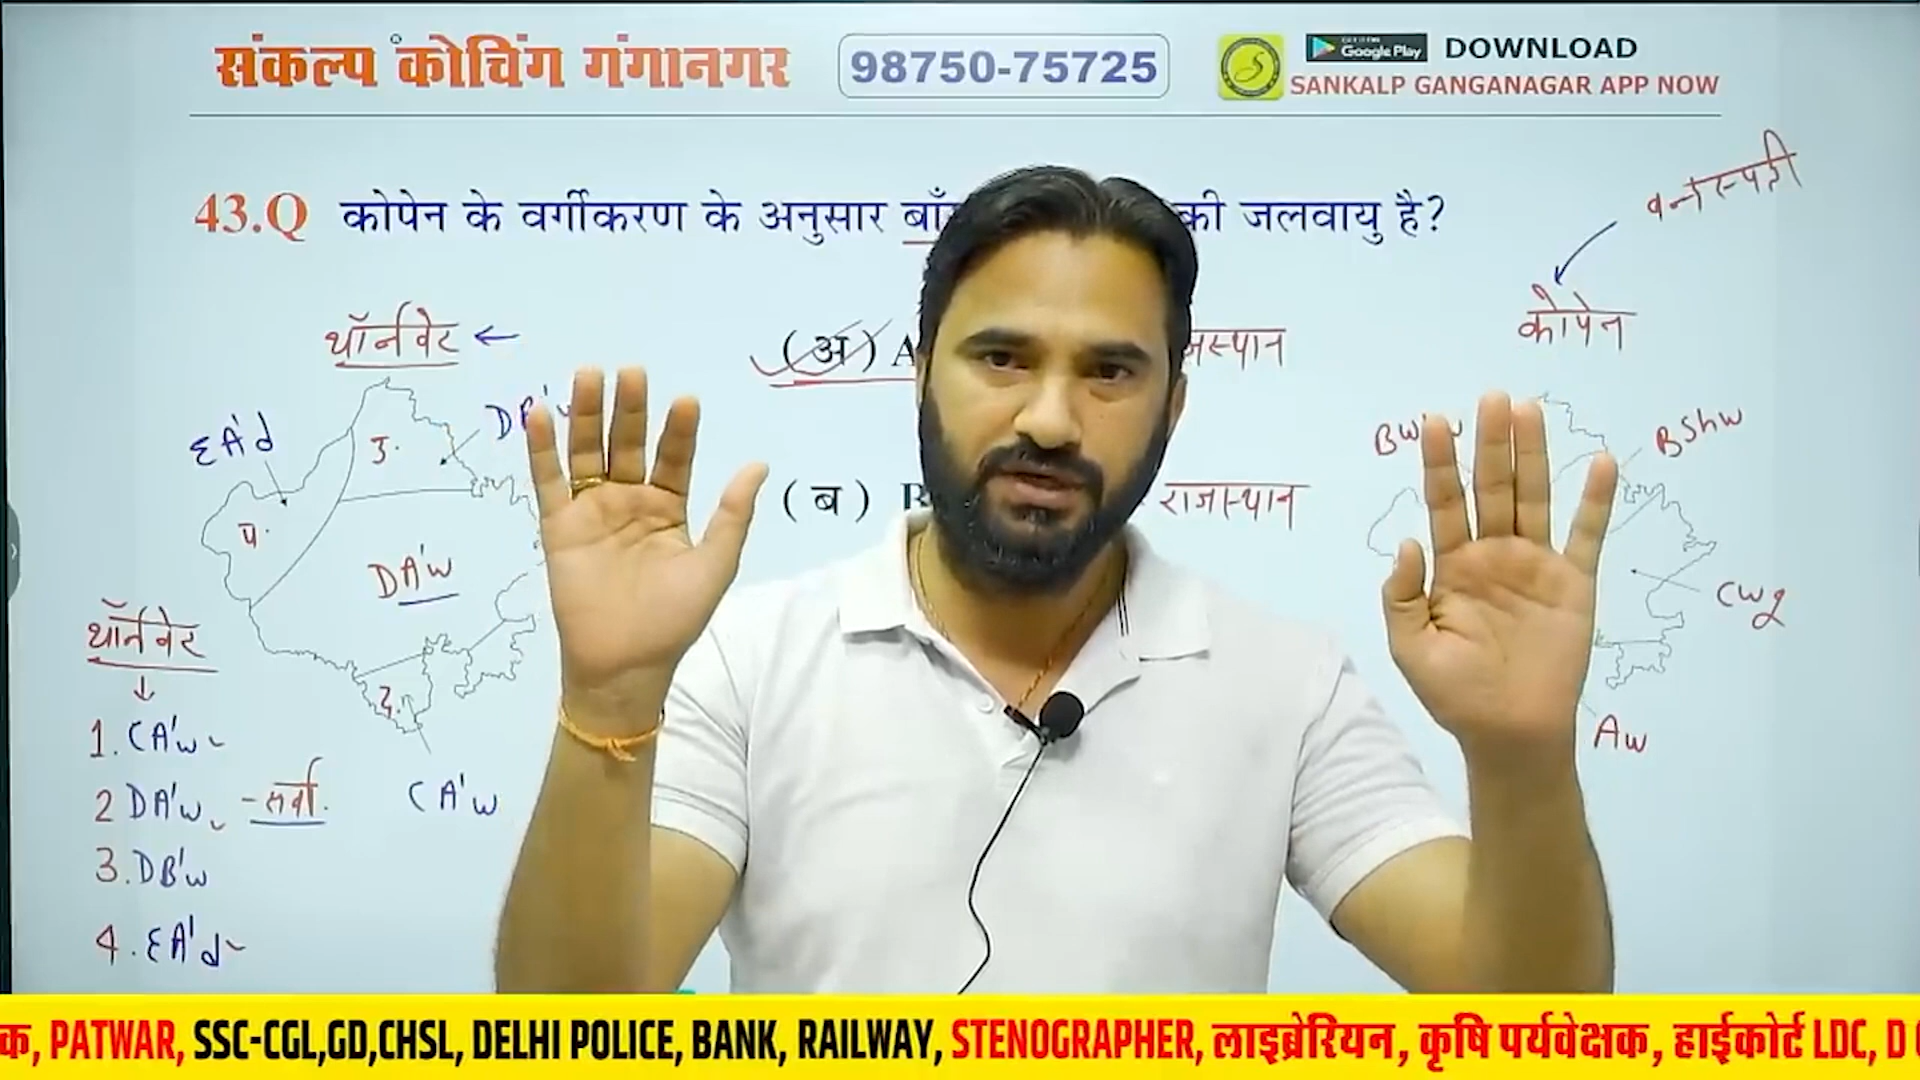 संकल्प कोचिंग गंगानगर
98750-75725
Google Play
DOWNLOAD
SANKALP GANGANAGAR APP NOW
43.Q कोपेन के वर्गीकरण के अनुसार की जलवायु है?
वनस्पती
कोपेन
थॉर्नवेट
(अ) A
(ब)
राजस्थान
EA'd
उ.
प.
DA'w
द.
CA'w
BShw
Cwg
Aw
थॉर्नवेट
1. CA'w
2 DA'w - सर्वा.
3. DB'w
4. EA'd
क, PATWAR, SSC-CGL,GD,CHSL, DELHI POLICE, BANK, RAILWAY, STENOGRAPHER, लाइब्रेरियन, कृषि पर्यवेक्षक, हाईकोर्ट LDC, D